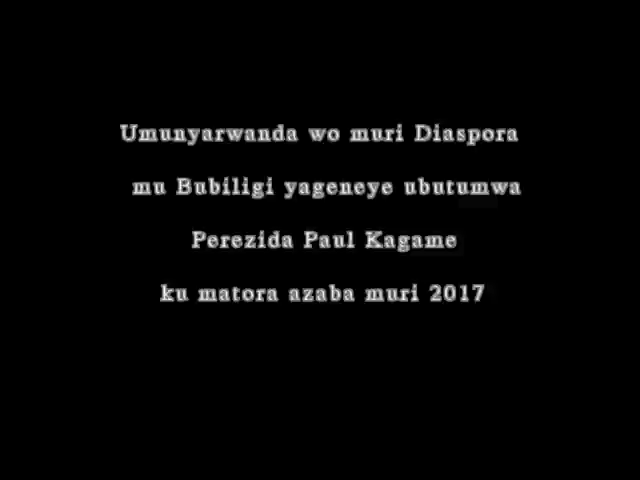 Umunyarwanda wo muri Diaspora
mu Bubiligi yageneye ubutumwa
Perezida Paul Kagame
ku matora azaba muri 2017